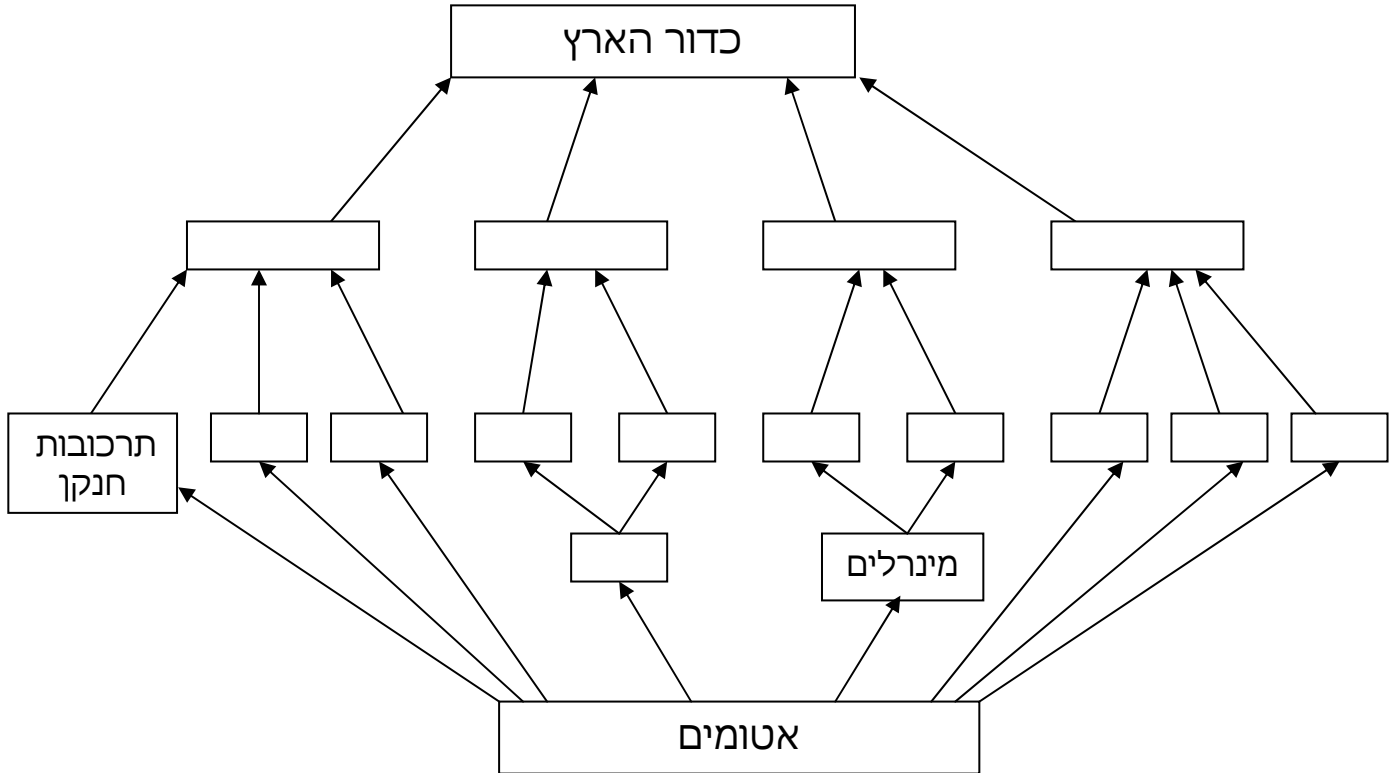 כדור הארץ
תרכובות
חנקן
מינרלים
אטומים